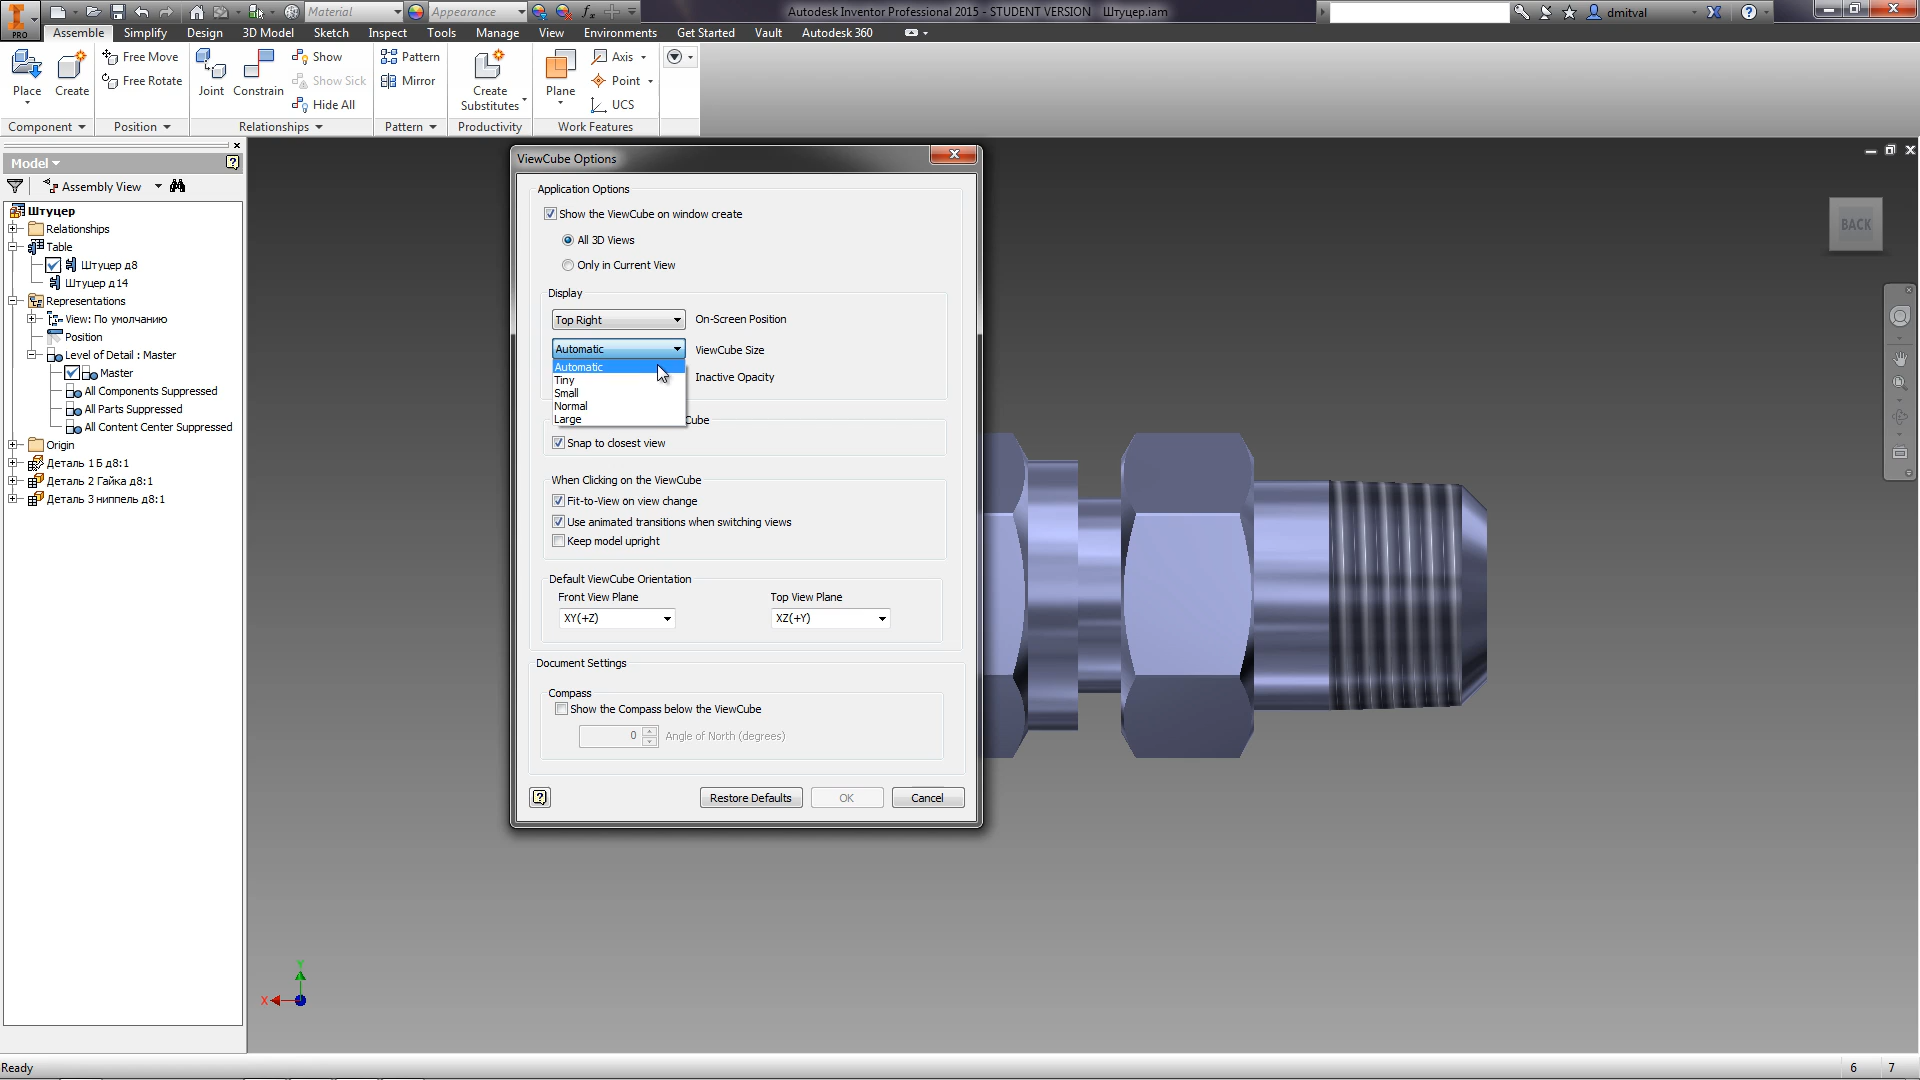 Material
Appearance
Autodesk Inventor Professional 2015 - STUDENT VERSION Штуцер.iam
dmitval
PRO
Assemble Simplify Design 3D Model Sketch Inspect Tools Manage View Environments Get Started Vault Autodesk 360
Place
Create
Free Move
Free Rotate
Joint
Constrain
Show
Show Sick
Hide All
Pattern
Mirror
Create Substitutes
Plane
Axis
Point
UCS
Component Position Relationships Pattern Productivity Work Features
Model
Assembly View
Штуцер
Relationships
Table
Штуцер д8
Штуцер д14
Representations
View: По умолчанию
Position
Level of Detail : Master
Master
All Components Suppressed
All Parts Suppressed
All Content Center Suppressed
Origin
Деталь 1 Б д8:1
Деталь 2 Гайка д8:1
Деталь 3 ниппель д8:1
ViewCube Options
Application Options
Show the ViewCube on window create
All 3D Views
Only in Current View
Display
Top Right On-Screen Position
Automatic ViewCube Size
Automatic
Tiny
Small
Normal
Large
Inactive Opacity
Cube
Snap to closest view
When Clicking on the ViewCube
Fit-to-View on view change
Use animated transitions when switching views
Keep model upright
Default ViewCube Orientation
Front View Plane Top View Plane
XY(+Z) XZ(+Y)
Document Settings
Compass
Show the Compass below the ViewCube
0 Angle of North (degrees)
Restore Defaults OK Cancel
BACK
Y
X
Ready
6 7